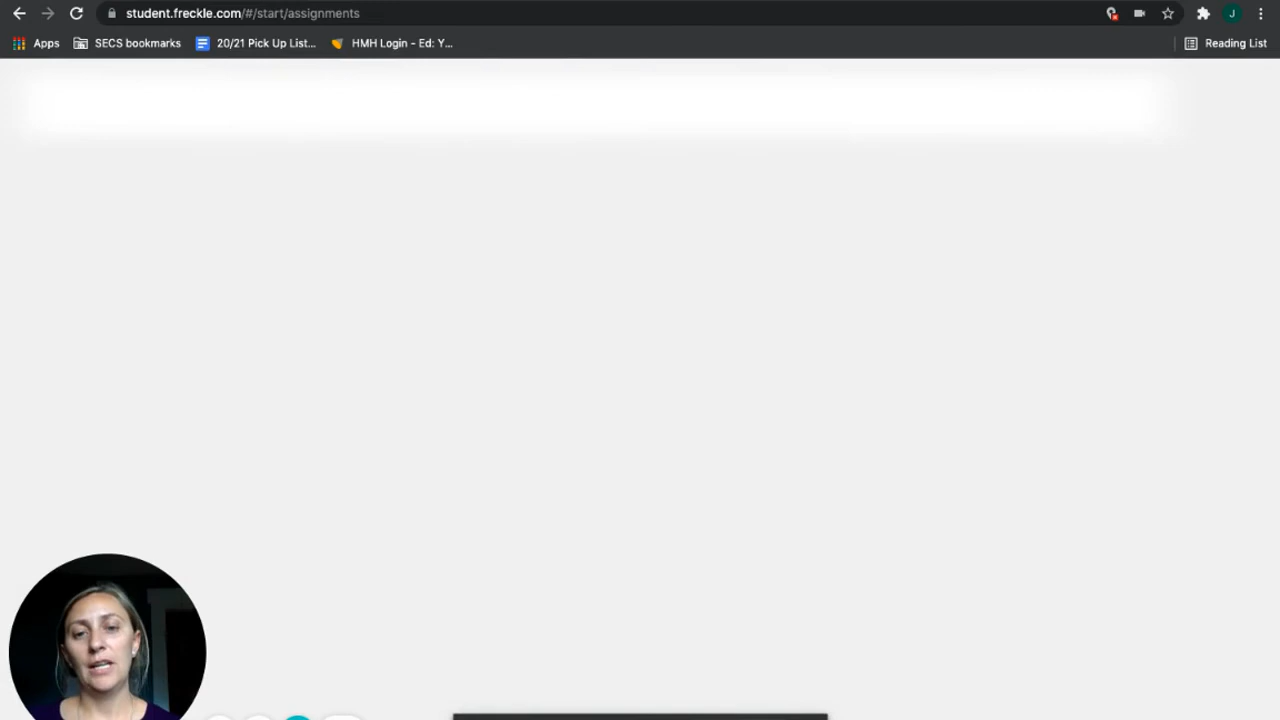 student.freckle.com/#/start/assignments
J
Apps
SECS bookmarks
20/21 Pick Up List...
HMH Login - Ed: Y...
Reading List